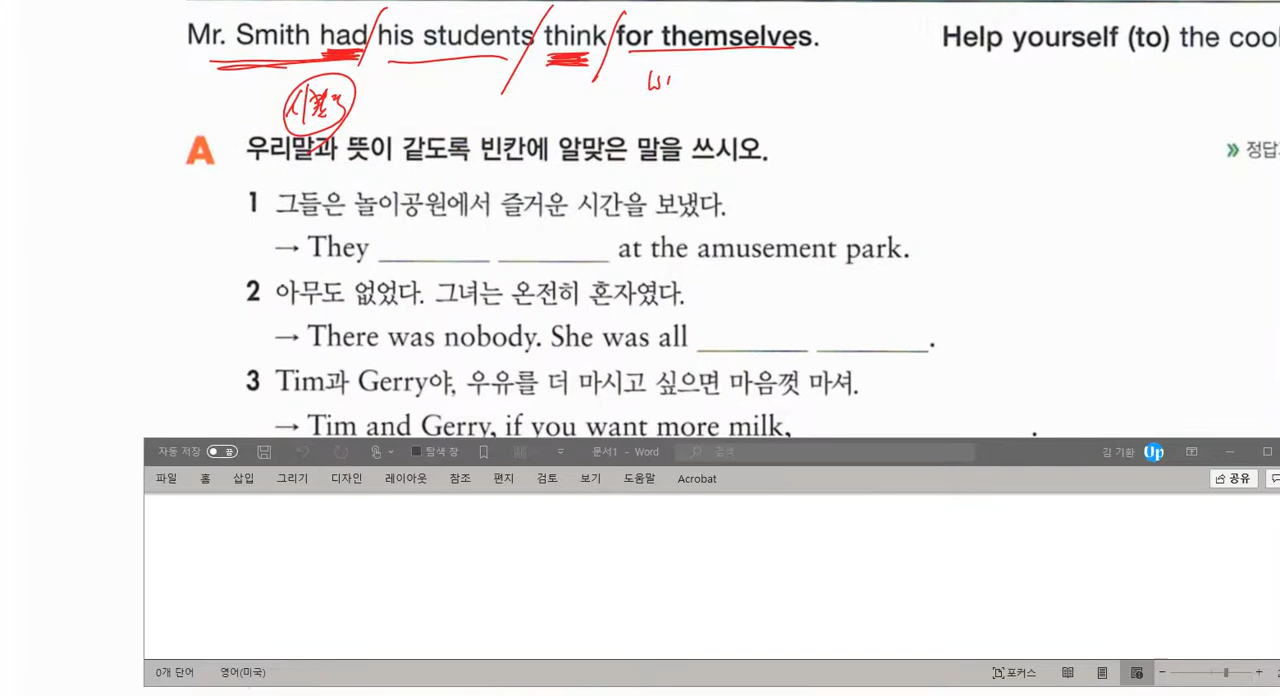 Mr. Smith had his students think for themselves.
Help yourself (to) the cool
A 우리말과 뜻이 같도록 빈칸에 알맞은 말을 쓰시오.
» 정답
1 그들은 놀이공원에서 즐거운 시간을 보냈다.
→ They ________ ________ at the amusement park.
2 아무도 없었다. 그녀는 온전히 혼자였다.
→ There was nobody. She was all ________ ________.
3 Tim과 Gerry야, 우유를 더 마시고 싶으면 마음껏 마셔.
→ Tim and Gerry, if you want more milk, .
자동 저장 끔 탐색 창 문서1 - Word 검색 김 기환 Up
파일 홈 삽입 그리기 디자인 레이아웃 참조 편지 검토 보기 도움말 Acrobat 공유
0개 단어 영어(미국) 포커스